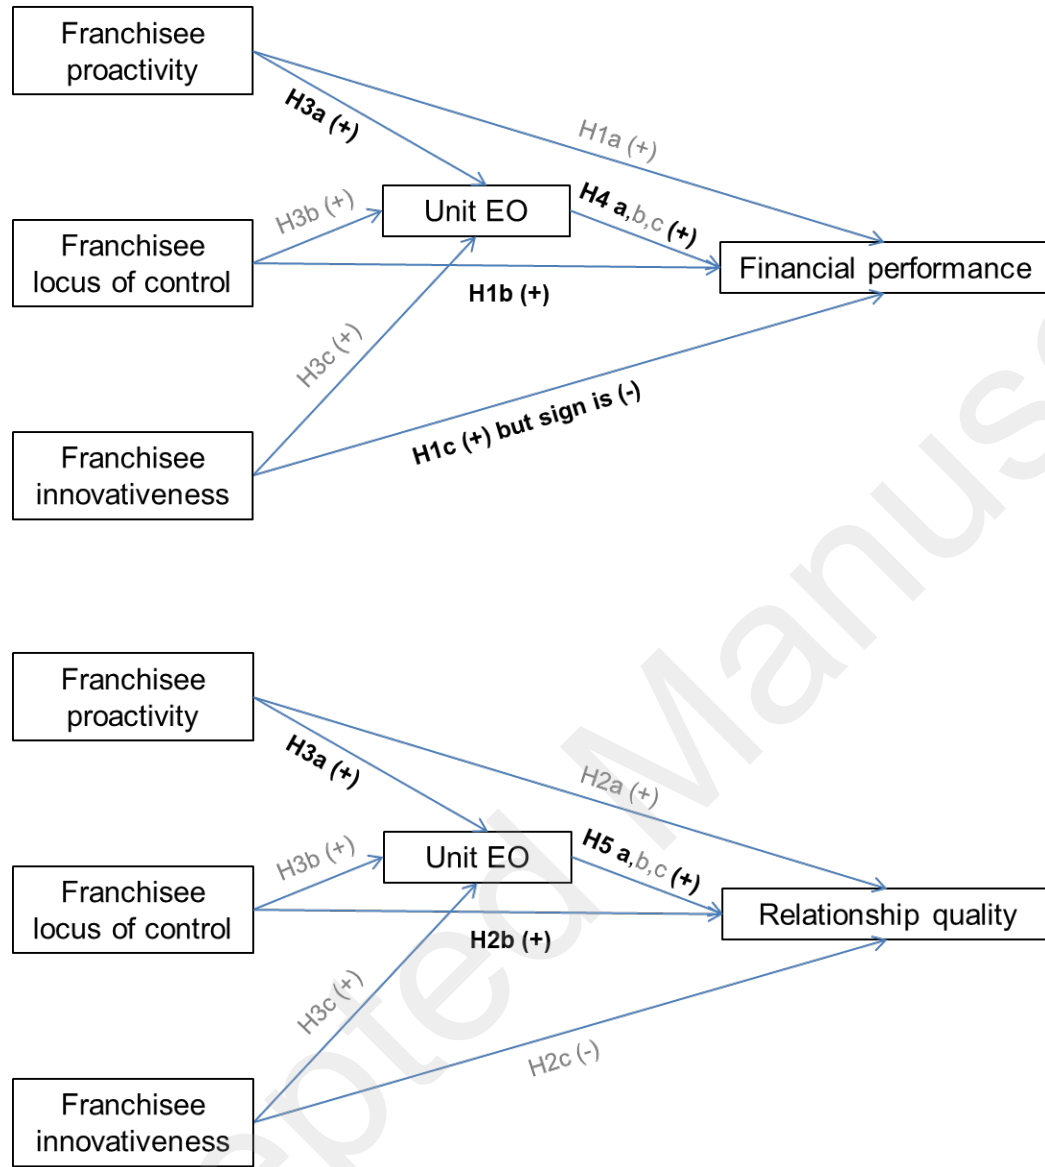 Franchisee
proactivity
H3a (+)
H1a (+)
H3b (+)
Unit EO
H4 a,b,c (+)
Franchisee
locus of control
Financial performance
H1b (+)
H3c (+)
H1c (+) but sign is (-)
Franchisee
innovativeness
Franchisee
proactivity
H3a (+)
H2a (+)
H3b (+)
Unit EO
H5 a,b,c (+)
Franchisee
locus of control
Relationship quality
H2b (+)
H3c (+)
H2c (-)
Franchisee
innovativeness